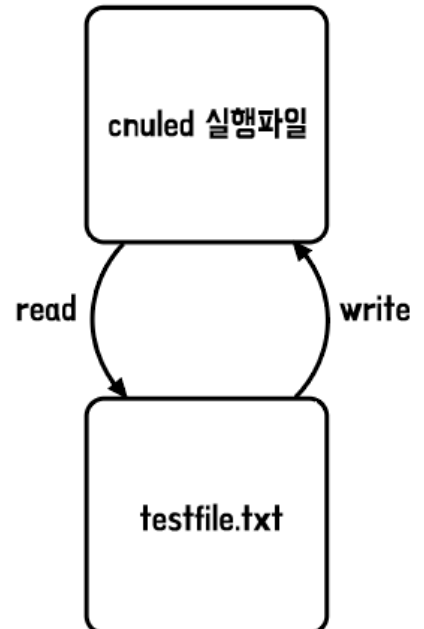 cnuled 실행파일
read
write
testfile.txt